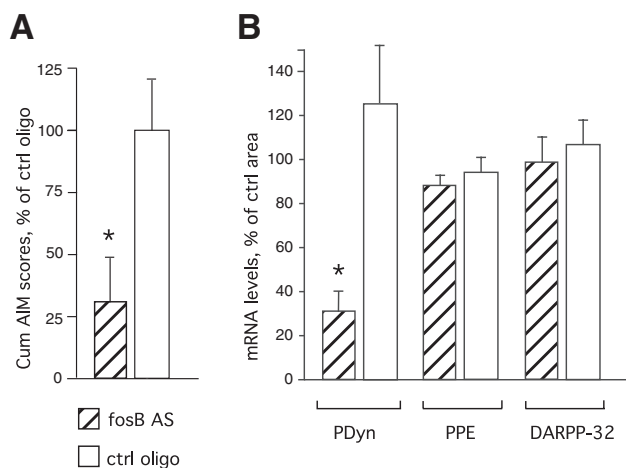 A
Cum AIM scores, % of ctrl oligo
125
100
75
50
25
0
*
fosB AS
ctrl oligo
B
mRNA levels, % of ctrl area
140
120
100
80
60
40
20
0
*
PDyn
PPE
DARPP-32